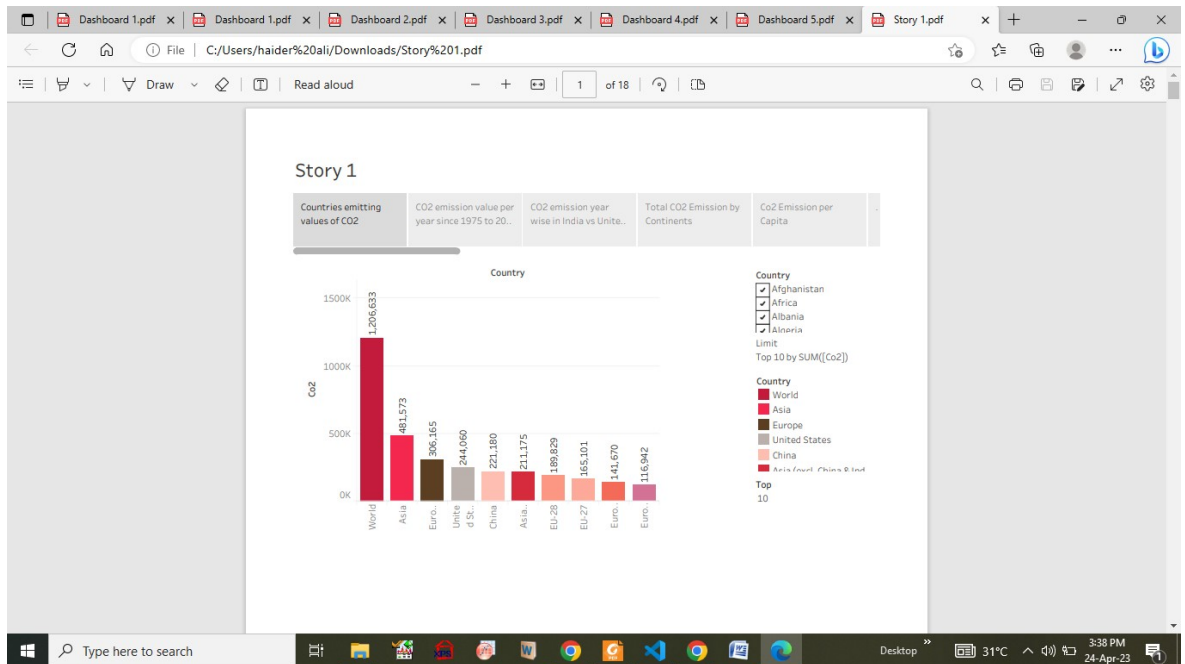 Dashboard 1.pdf
Dashboard 1.pdf
Dashboard 2.pdf
Dashboard 3.pdf
Dashboard 4.pdf
Dashboard 5.pdf
Story 1.pdf
File | C:/Users/haider%20ali/Downloads/Story%201.pdf
Draw
Read aloud
1 of 18
Story 1
Countries emitting
values of CO2
CO2 emission value per
year since 1975 to 20..
CO2 emission year
wise in India vs Unite..
Total CO2 Emission by
Continents
Co2 Emission per
Capita
Country
Co2
1500K
1000K
500K
0K
1,206,633
481,573
306,165
244,060
221,180
211,175
189,829
165,101
141,670
116,942
World
Asia
Euro..
Unite
d St..
China
Asia..
EU-28
EU-27
Euro..
Euro..
Country
Afghanistan
Africa
Albania
Algeria
Limit
Top 10 by SUM([Co2])
Country
World
Asia
Europe
United States
China
Asia (excl. China & Ind
Top
10
Type here to search
Desktop
31°C
3:38 PM
24-Apr-23